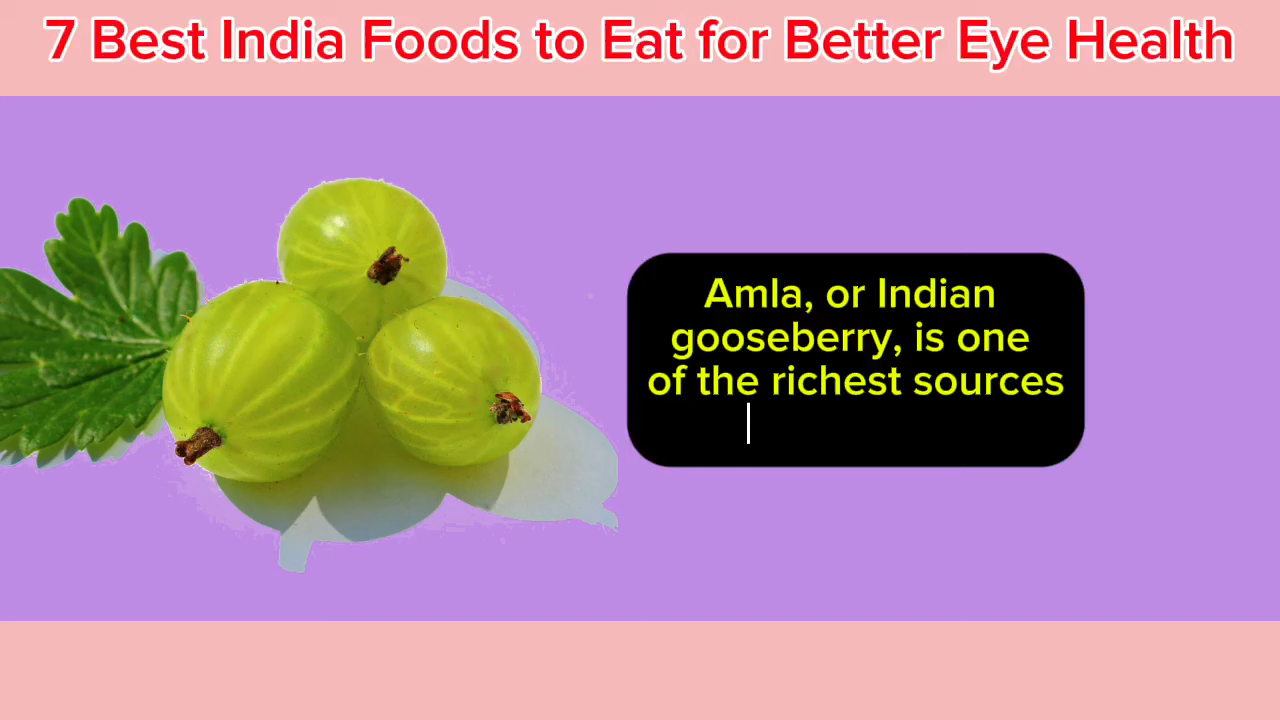 7 Best India Foods to Eat for Better Eye Health
Amla, or Indian
gooseberry, is one
of the richest sources